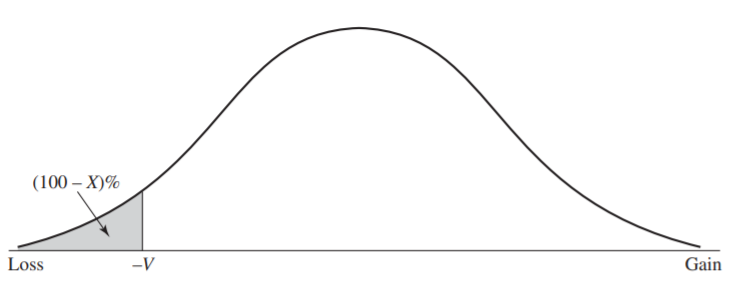 (100 – X)%
Loss
–V
Gain